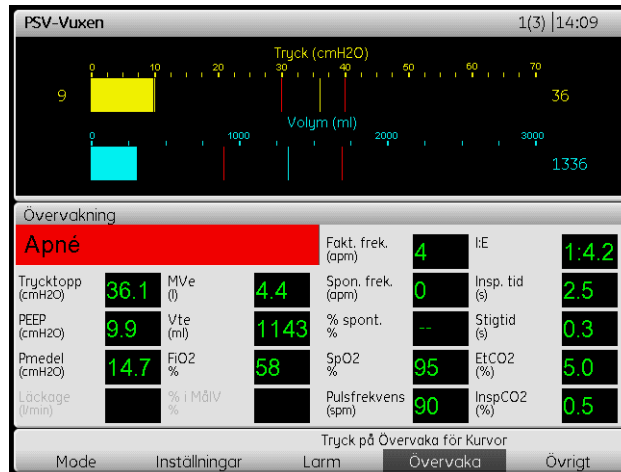 PSV-Vuxen 1(3) 14:09
Tryck (cmH2O)
0 10 20 30 40 50 60 70
9 36
Volym (ml)
0 1000 2000 3000
1336
Övervakning
Apné
Fakt. frek. (apm) 4 I:E 1:4.2
Trycktopp (cmH2O) 36.1 MVe (l) 4.4 Spon. frek. (apm) 0 Insp. tid (s) 2.5
PEEP (cmH2O) 9.9 Vte (ml) 1143 % spont. % -- Stigtid (s) 0.3
Pmedel (cmH2O) 14.7 FiO2 % 58 SpO2 % 95 EtCO2 (%) 5.0
Läckage (l/min) % i MålV % Pulsfrekvens (spm) 90 InspCO2 (%) 0.5
Tryck på Övervaka för Kurvor
Mode Inställningar Larm Övervaka Övrigt